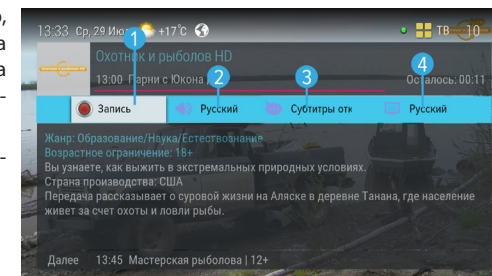 о,
а
а
-
-
13:33 Ср, 29 Ию +17°C ТВ 10
Охотник и рыболов HD
13:00 Парни с Юкона Осталось: 00:11
1 2 3 4
Запись Русский Субтитры отк Русский
Жанр: Образование/Наука/Естествознание
Возрастное ограничение: 18+
Вы узнаете, как выжить в экстремальных природных условиях.
Страна производства: США
Передача рассказывает о суровой жизни на Аляске в деревне Танана, где население
живет за счет охоты и ловли рыбы.
Далее 13:45 Мастерская рыболова | 12+